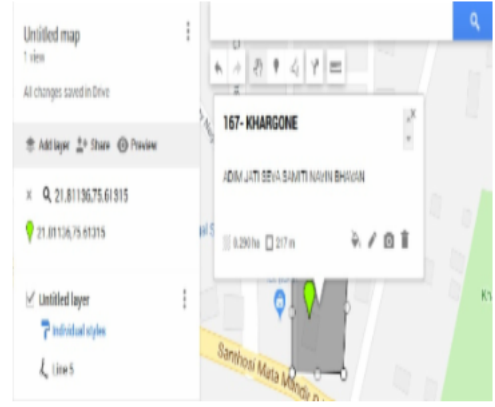 Untitled map
1 view
All changes saved in Drive
Add layer Share Preview
21.81136,75.61315
21.81136,75.61315
Untitled layer
Individual styles
Line 5
167- KHARGONE
ADIM JATI SEVA SAMITI NAVIN BHAVAN
0.290 ha 217 m
Santhosi Mata Mandir